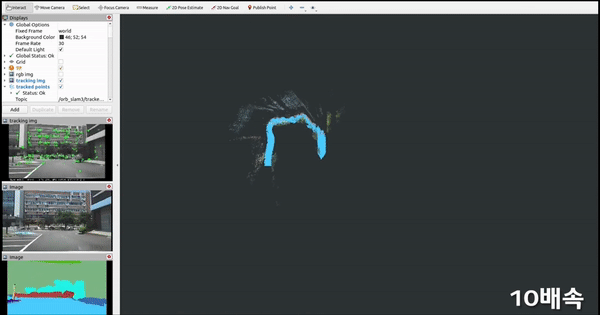 Interact Move Camera Select Focus Camera Measure 2D Pose Estimate 2D Nav Goal Publish Point
Displays
Global Options
Fixed Frame world
Background Color 46; 52; 54
Frame Rate 30
Default Light
Global Status: Ok
Grid
TF
rgb img
tracking img
tracked points
Status: Ok
Topic /orb_slam3/tracke...
Add Duplicate Remove Rename
tracking img
Image
Image
10배속